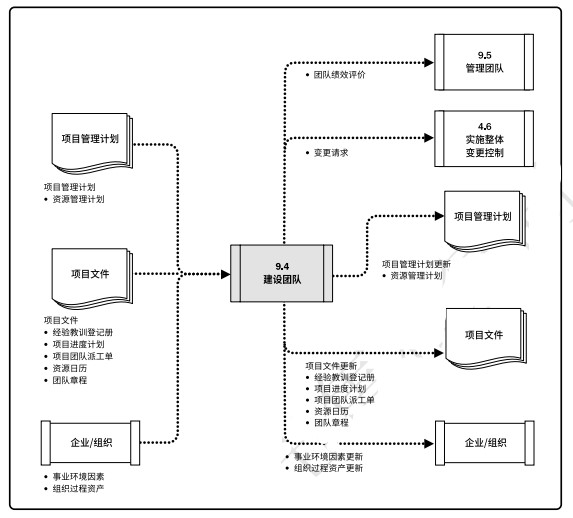 9.5
管理团队
• 团队绩效评价
4.6
实施整体
变更控制
• 变更请求
项目管理计划
项目管理计划
• 资源管理计划
项目管理计划
项目管理计划更新
• 资源管理计划
9.4
建设团队
项目文件
项目文件
• 经验教训登记册
• 项目进度计划
• 项目团队派工单
• 资源日历
• 团队章程
项目文件
项目文件更新
• 经验教训登记册
• 项目进度计划
• 项目团队派工单
• 资源日历
• 团队章程
企业/组织
• 事业环境因素
• 组织过程资产
企业/组织
• 事业环境因素更新
• 组织过程资产更新